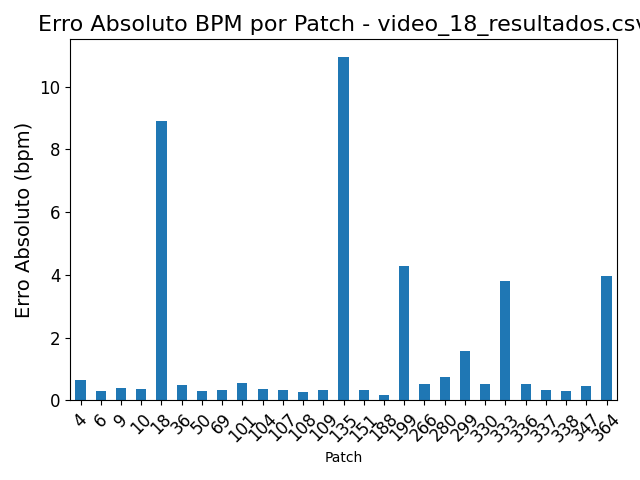 Erro Absoluto BPM por Patch - video_18_resultados.csv
Erro Absoluto (bpm)
10
8
6
4
2
0
4 6 9 10 18 36 50 69 101 104 107 108 109 135 151 188 199 266 280 299 330 333 336 337 338 347 364
Patch